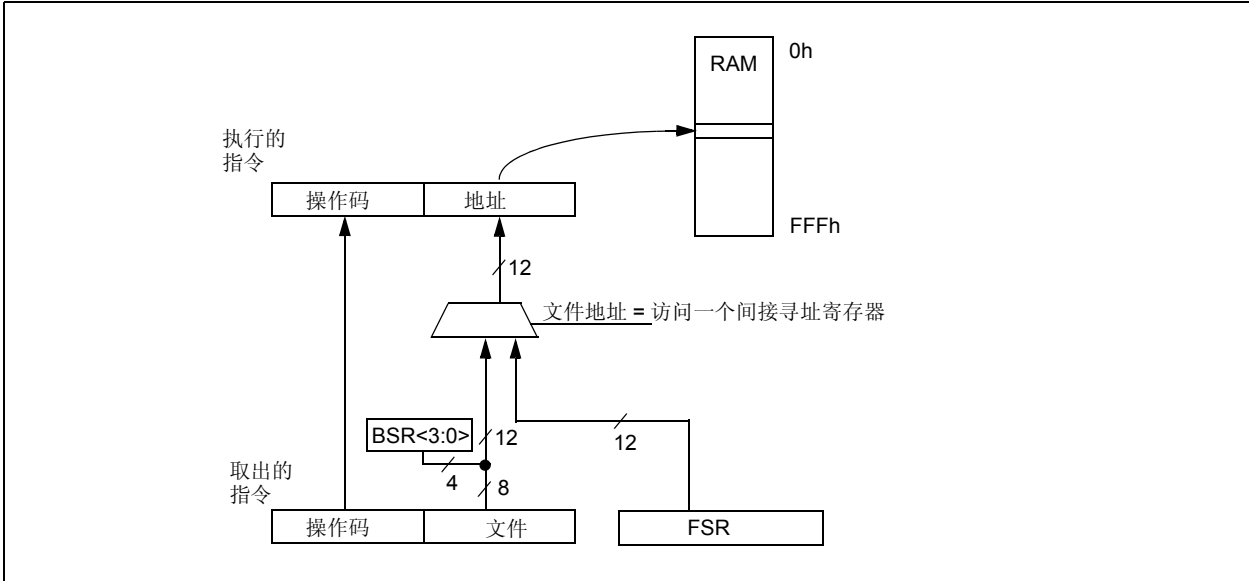 RAM
0h
执行的
指令
操作码
地址
FFFh
12
文件地址 = 访问一个间接寻址寄存器
BSR<3:0>
12
12
4
8
取出的
指令
操作码
文件
FSR